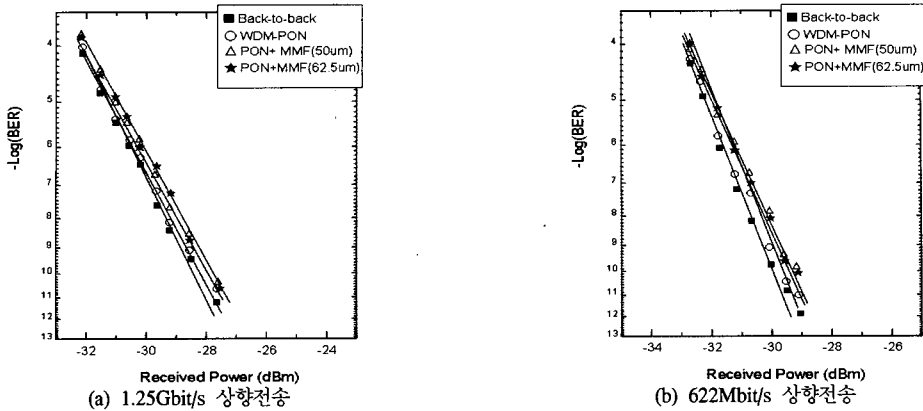 Back-to-back
WDM-PON
PON+ MMF(50um)
PON+MMF(62.5um)
-Log(BER)
4
5
6
7
8
9
10
11
12
13
-32
-30
-28
-26
-24
Received Power (dBm)
(a) 1.25Gbit/s 상향전송
Back-to-back
WDM-PON
PON+ MMF(50um)
PON+MMF(62.5um)
-Log(BER)
4
5
6
7
8
9
10
11
12
13
-34
-32
-30
-28
-26
Received Power (dBm)
(b) 622Mbit/s 상향전송